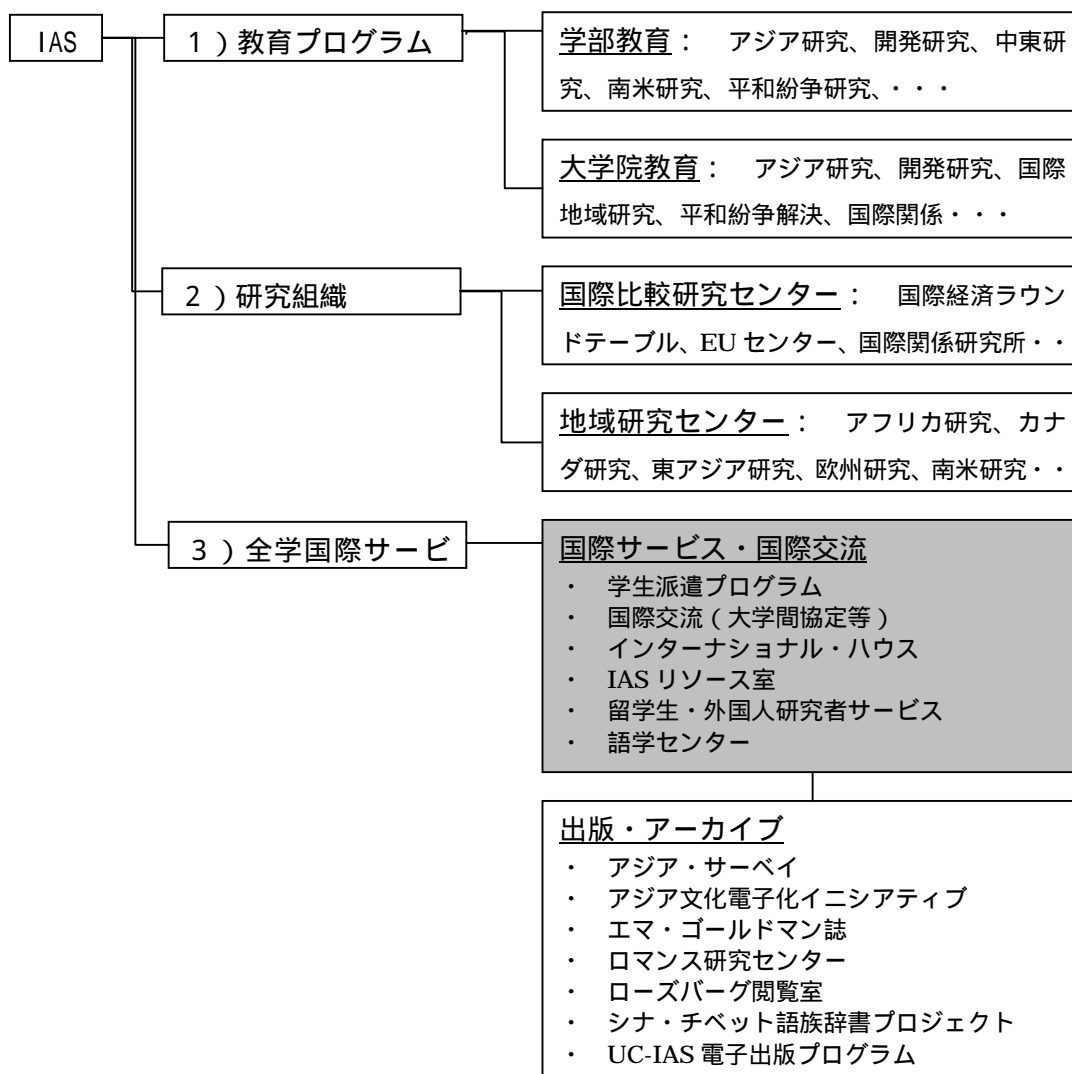 IAS
1）教育プログラム
学部教育： アジア研究、開発研究、中東研
究、南米研究、平和紛争研究、・・・
大学院教育： アジア研究、開発研究、国際
地域研究、平和紛争解決、国際関係・・・
2）研究組織
国際比較研究センター： 国際経済ラウン
ドテーブル、EU センター、国際関係研究所・・
地域研究センター： アフリカ研究、カナ
ダ研究、東アジア研究、欧州研究、南米研究・・
3）全学国際サービ
国際サービス・国際交流
・ 学生派遣プログラム
・ 国際交流（大学間協定等）
・ インターナショナル・ハウス
・ IAS リソース室
・ 留学生・外国人研究者サービス
・ 語学センター
出版・アーカイブ
・ アジア・サーベイ
・ アジア文化電子化イニシアティブ
・ エマ・ゴールドマン誌
・ ロマンス研究センター
・ ローズバーグ閲覧室
・ シナ・チベット語族辞書プロジェクト
・ UC-IAS 電子出版プログラム